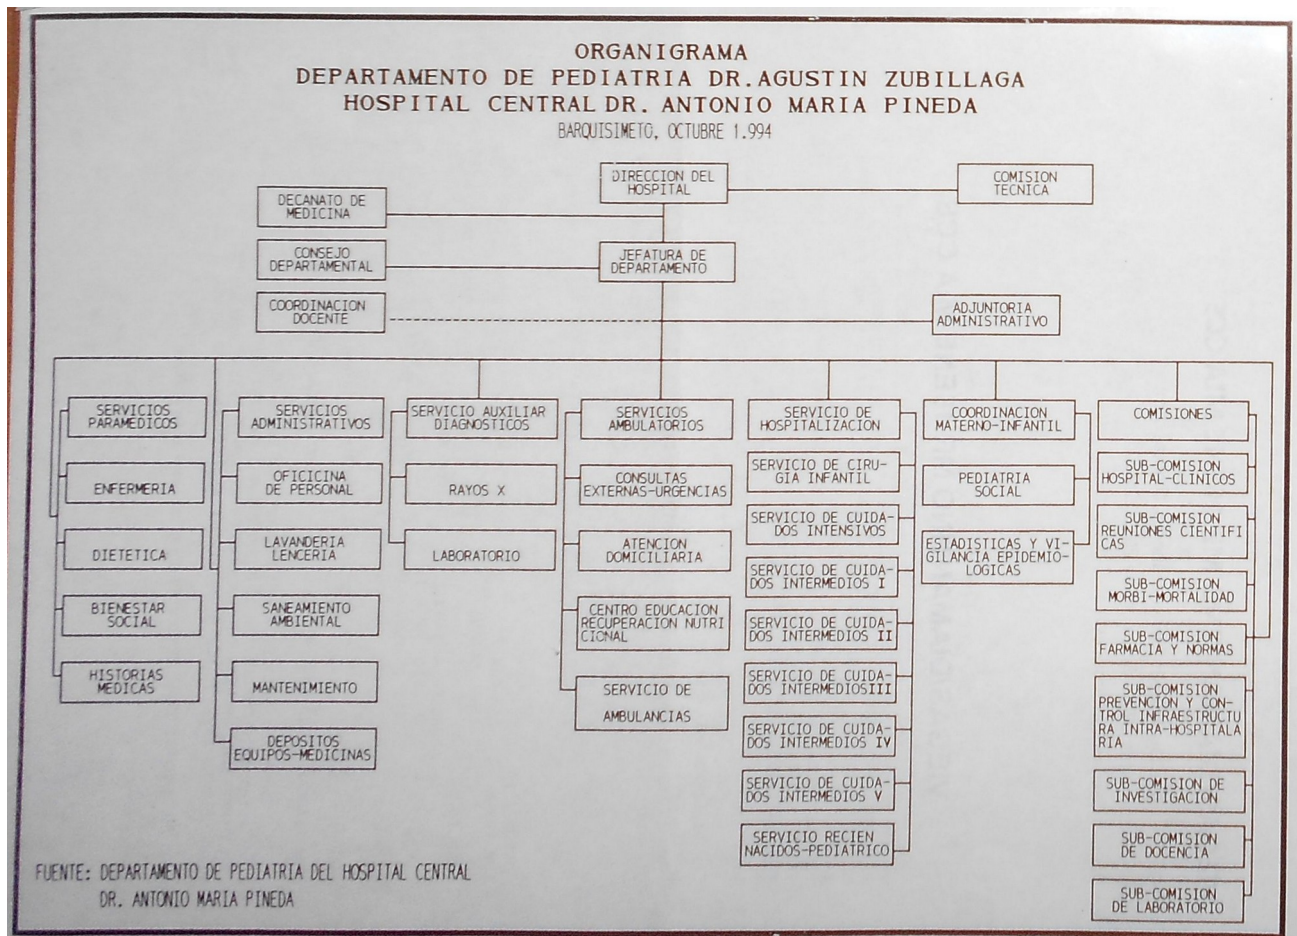 ORGANIGRAMA
DEPARTAMENTO DE PEDIATRIA DR.AGUSTIN ZUBILLAGA
HOSPITAL CENTRAL DR. ANTONIO MARIA PINEDA
BARQUISIMETO, OCTUBRE 1.994
DIRECCION DEL
HOSPITAL
COMISION
TECNICA
DECANATO DE
MEDICINA
CONSEJO
DEPARTAMENTAL
JEFATURA DE
DEPARTAMENTO
COORDINACION
DOCENTE
ADJUNTORIA
ADMINISTRATIVO
SERVICIOS
PARAMEDICOS
ENFERMERIA
DIETETICA
BIENESTAR
SOCIAL
HISTORIAS
MEDICAS
SERVICIOS
ADMINISTRATIVOS
OFICICINA
DE PERSONAL
LAVANDERIA
LENCERIA
SANEAMIENTO
AMBIENTAL
MANTENIMIENTO
DEPOSITOS
EQUIPOS-MEDICINAS
SERVICIO AUXILIAR
DIAGNOSTICOS
RAYOS X
LABORATORIO
SERVICIOS
AMBULATORIOS
CONSULTAS
EXTERNAS-URGENCIAS
ATENCION
DOMICILIARIA
CENTRO EDUCACION
RECUPERACION NUTRI
CIONAL
SERVICIO DE
AMBULANCIAS
SERVICIO DE
HOSPITALIZACION
SERVICIO DE CIRU-
GIA INFANTIL
SERVICIO DE CUIDA-
DOS INTENSIVOS
SERVICIO DE CUIDA-
DOS INTERMEDIOS I
SERVICIO DE CUIDA-
DOS INTERMEDIOS II
SERVICIO DE CUIDA-
DOS INTERMEDIOSIII
SERVICIO DE CUIDA-
DOS INTERMEDIOS IV
SERVICIO DE CUIDA-
DOS INTERMEDIOS V
SERVICIO RECIEN
NACIDOS-PEDIATRICO
COORDINACION
MATERNO-INFANTIL
PEDIATRIA
SOCIAL
ESTADISTICAS Y VI-
GILANCIA EPIDEMIO-
LOGICAS
COMISIONES
SUB-COMISION
HOSPITAL-CLINICOS
SUB-COMISION
REUNIONES CIENTIFI
CAS
SUB-COMISION
MORBI-MORTALIDAD
SUB-COMISION
FARMACIA Y NORMAS
SUB-COMISION
PREVENCION Y CON-
TROL INFRAESTRUCTU
RA INTRA-HOSPITALA
RIA
SUB-COMISION DE
INVESTIGACION
SUB-COMISION
DE DOCENCIA
SUB-COMISION
DE LABORATORIO
FUENTE: DEPARTAMENTO DE PEDIATRIA DEL HOSPITAL CENTRAL
DR. ANTONIO MARIA PINEDA